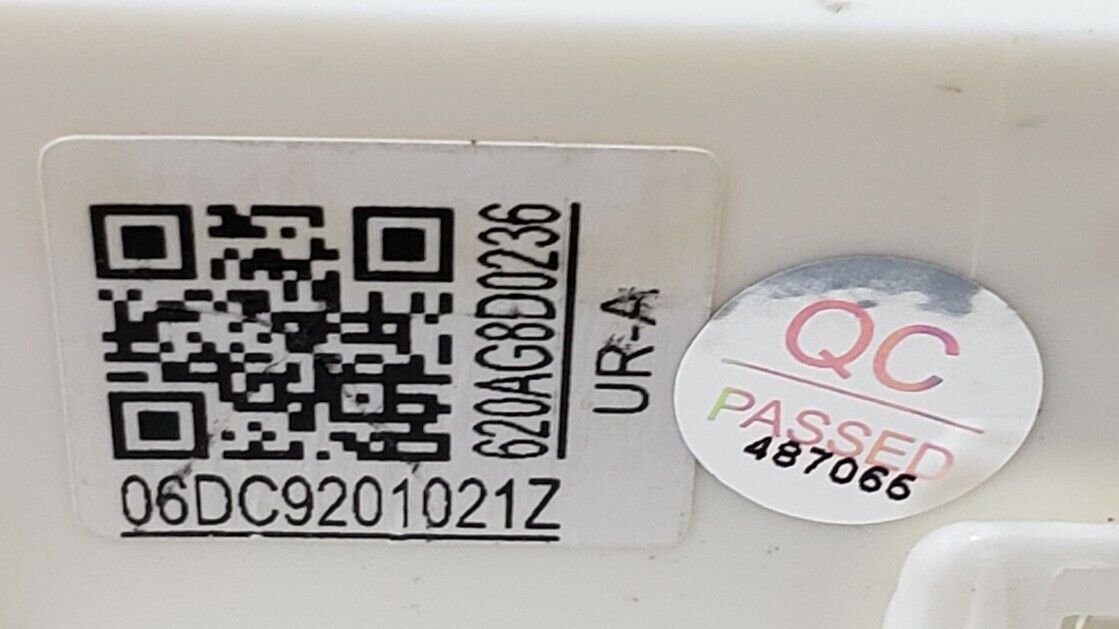 620AG8D0236
UR-A
06DC9201021Z
QC
PASSED
487066